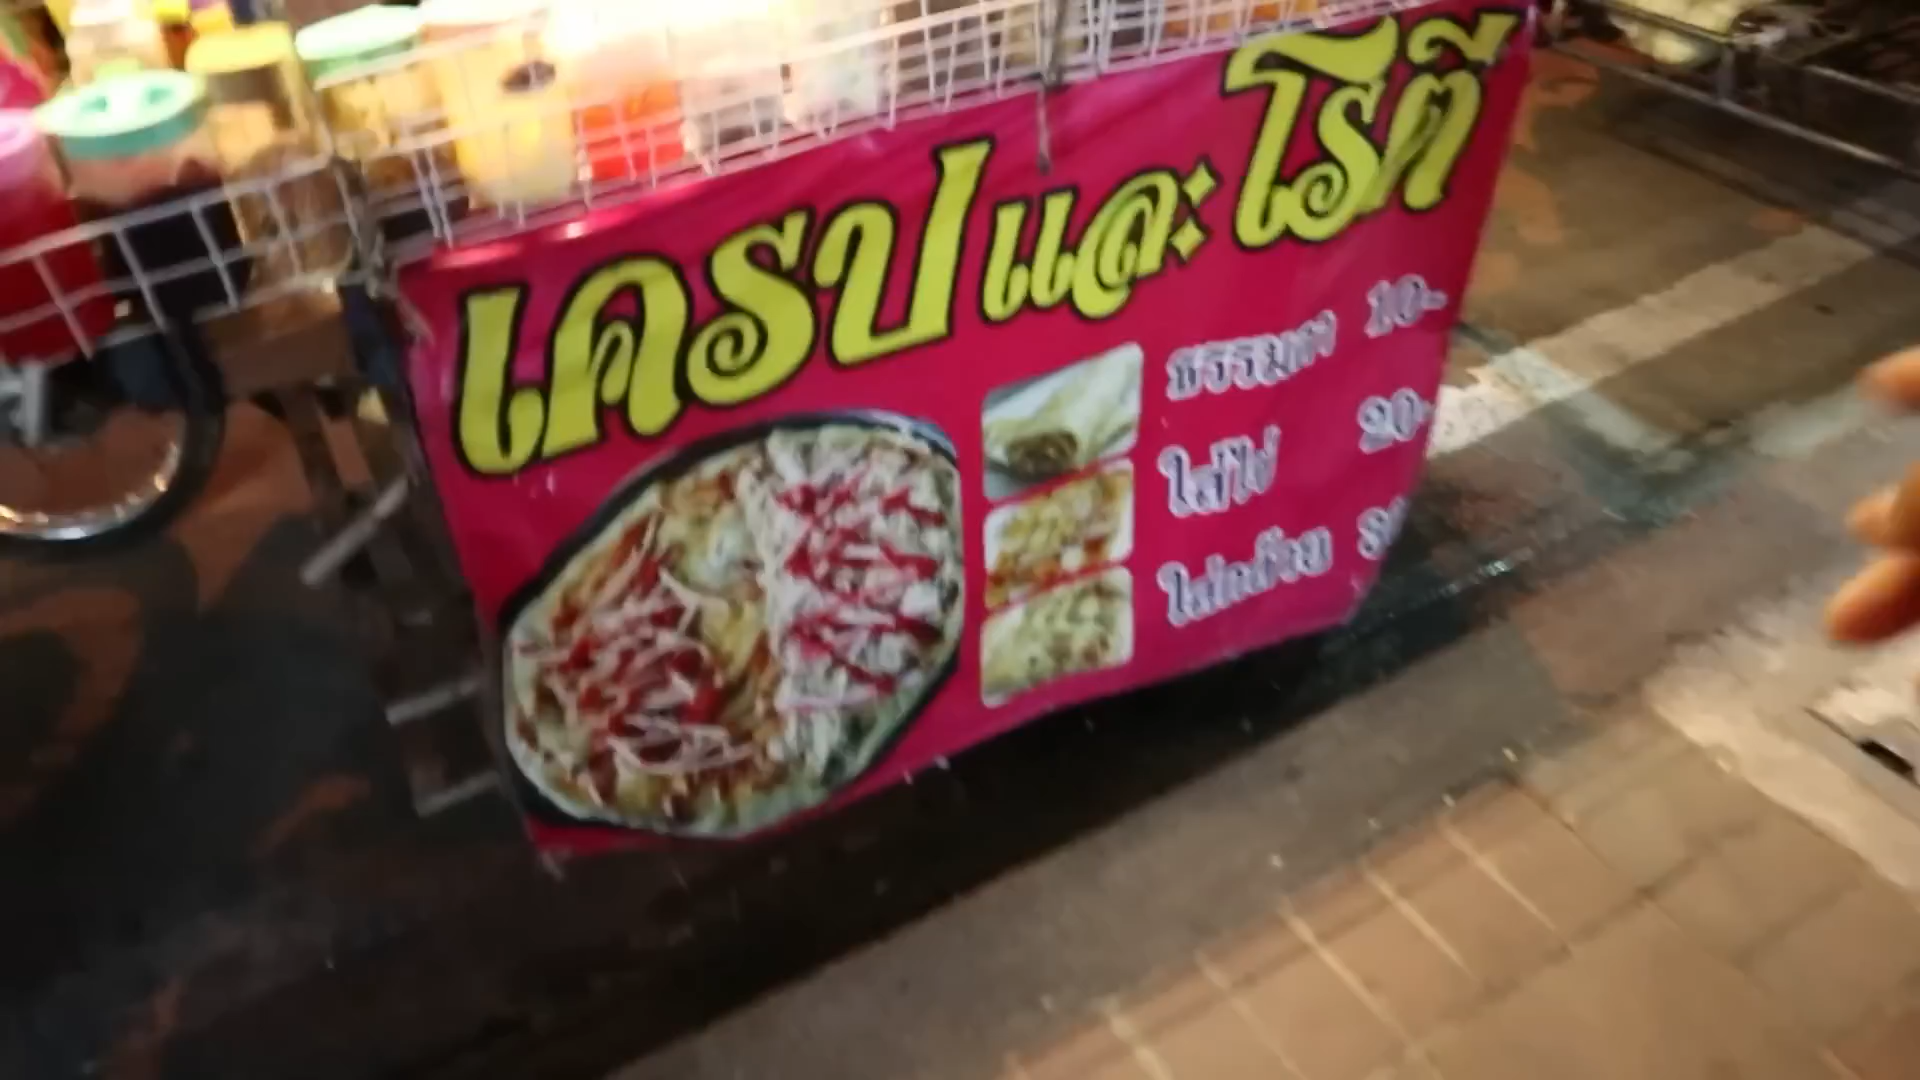 เครปและโรตี
ธรรมดา 10-
ใส่ไข่ 20-
ใส่กล้วย